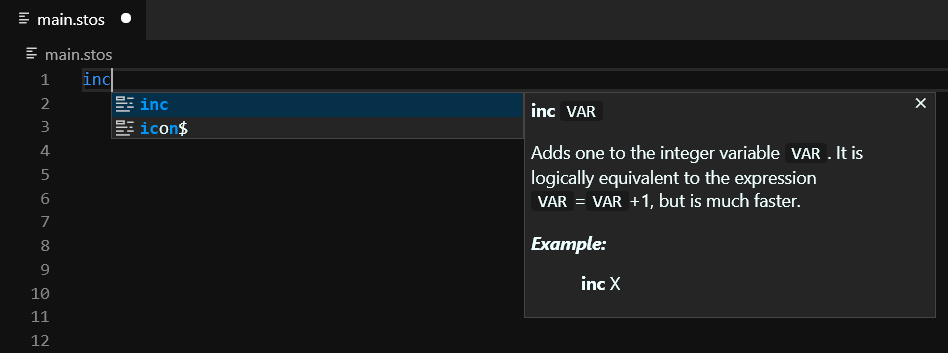 main.stos
main.stos
1 inc
2
3
4
5
6
7
8
9
10
11
12
inc
icon$
inc VAR
Adds one to the integer variable VAR . It is
logically equivalent to the expression
VAR = VAR +1, but is much faster.
Example:
inc X